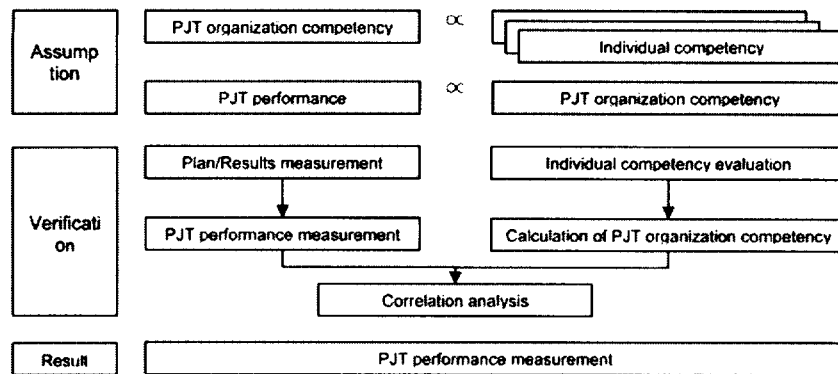 Assump
tion
PJT organization competency ∝ Individual competency
PJT performance ∝ PJT organization competency
Verificati
on
Plan/Results measurement
Individual competency evaluation
PJT performance measurement
Calculation of PJT organization competency
Correlation analysis
Result
PJT performance measurement